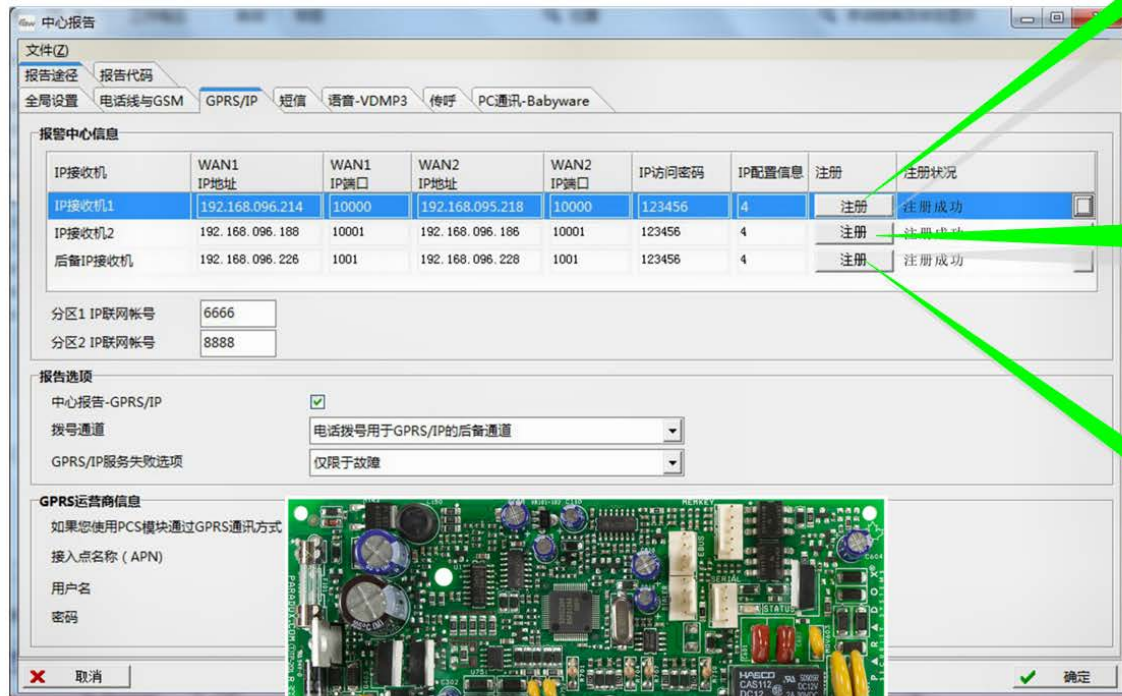 中心报告
文件(Z)
报告途径 报告代码
全局设置 电话线与GSM GPRS/IP 短信 语音-VDMP3 传呼 PC通讯-Babyware
报警中心信息
IP接收机 WAN1 IP地址 WAN1 IP端口 WAN2 IP地址 WAN2 IP端口 IP访问密码 IP配置信息 注册 注册状况
IP接收机1 192.168.096.214 10000 192.168.095.218 10000 123456 4 注册 注册成功
IP接收机2 192.168.096.188 10001 192.168.096.186 10001 123456 4 注册 注册成功
后备IP接收机 192.168.096.226 1001 192.168.096.228 1001 123456 4 注册 注册成功
分区1 IP联网帐号 6666
分区2 IP联网帐号 8888
报告选项
中心报告-GPRS/IP
拨号通道 电话拨号用于GPRS/IP的后备通道
GPRS/IP服务失败选项 仅限于故障
GPRS运营商信息
如果您使用PCS模块通过GPRS通讯方式
接入点名称（APN）
用户名
密码
MEMKEY
EBUS
SERIAL
STATUS
PARADOX
HASCO
CAS112
DC12
取消 确定